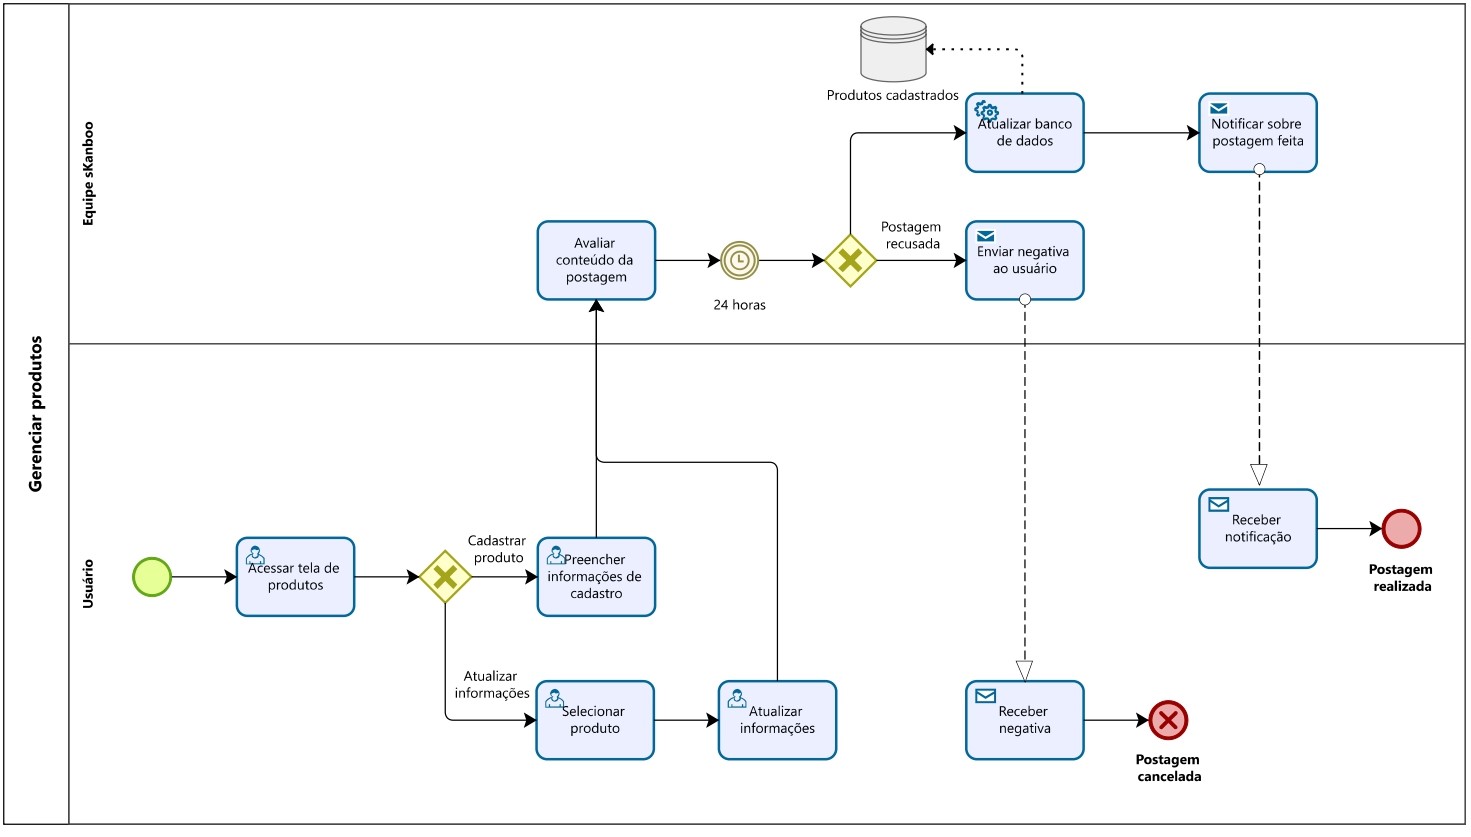 Gerenciar produtos
Equipe sKanboo
Produtos cadastrados
Atualizar banco
de dados
Notificar sobre
postagem feita
Avaliar
conteúdo da
postagem
24 horas
Postagem
recusada
Enviar negativa
ao usuário
Usuário
Acessar tela de
produtos
Cadastrar
produto
Preencher
informações de
cadastro
Atualizar
informações
Selecionar
produto
Atualizar
informações
Receber
negativa
Postagem
cancelada
Receber
notificação
Postagem
realizada